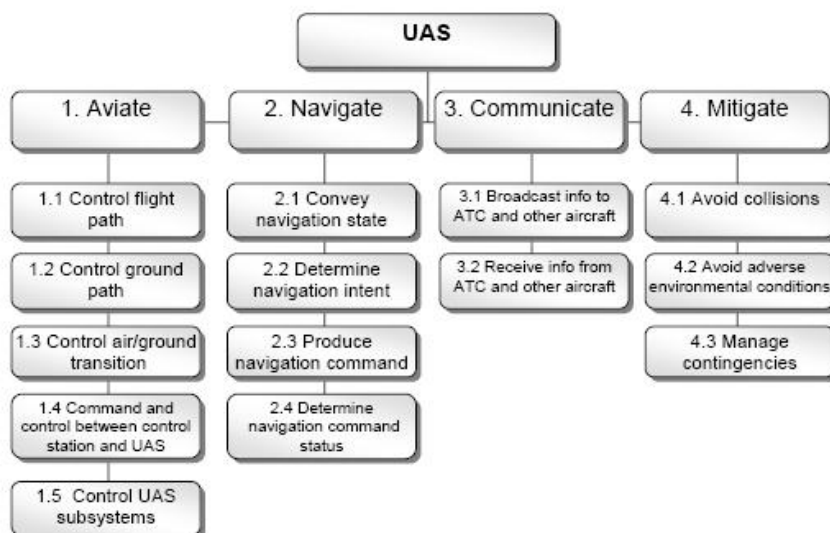 UAS
1. Aviate
2. Navigate
3. Communicate
4. Mitigate
1.1 Control flight
path
1.2 Control ground
path
1.3 Control air/ground
transition
1.4 Command and
control between control
station and UAS
1.5 Control UAS
subsystems
2.1 Convey
navigation state
2.2 Determine
navigation intent
2.3 Produce
navigation command
2.4 Determine
navigation command
status
3.1 Broadcast info to
ATC and other aircraft
3.2 Receive info from
ATC and other aircraft
4.1 Avoid collisions
4.2 Avoid adverse
environmental conditions
4.3 Manage
contingencies